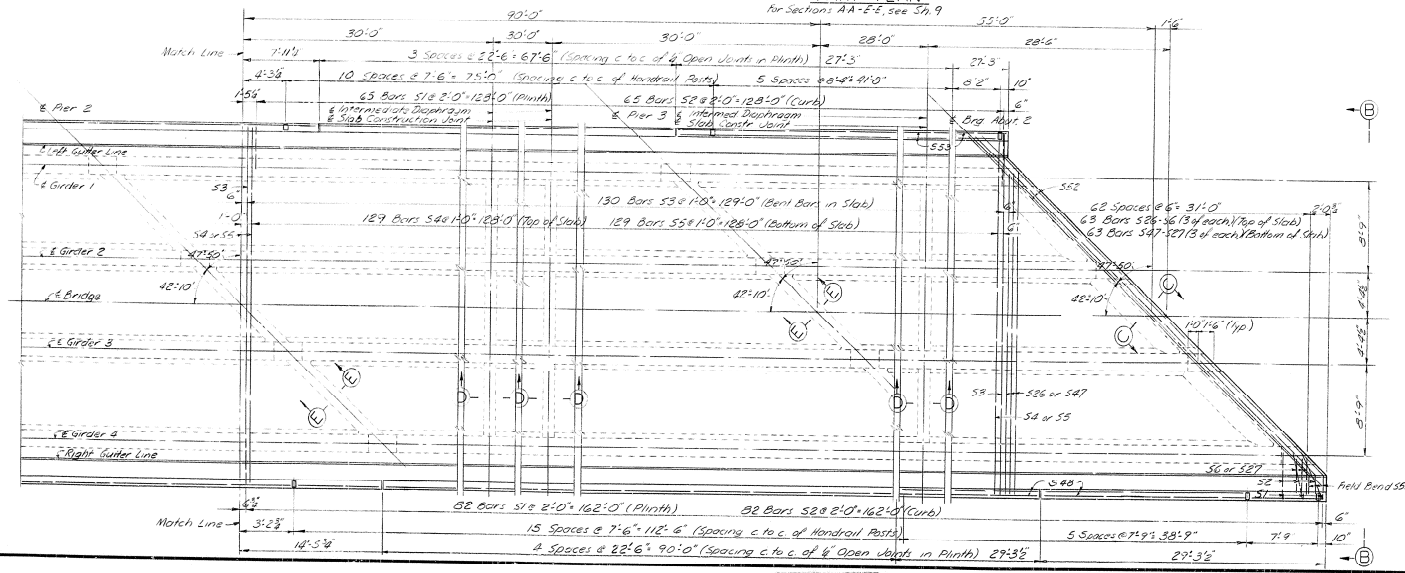 For Sections A-A - E-E, see Sh. 9
90'-0" 55'-0" 1'-6"
30'-0" 30'-0" 30'-0" 28'-0" 28'-6"
Match Line 7'-11¼" 3 Spaces @ 22'-6" = 67'-6" (Spacing c to c of ¼" Open Joints in Plinth) 27'-3" 27'-3"
10 Spaces @ 7'-6" = 75'-0" (Spacing c to c. of Handrail Posts) 5 Spaces @ 8'-2 10"
65 Bars S1 @ 2'-0" = 128'-0" (Plinth) 65 Bars S2 @ 2'-0" = 128'-0" (Curb) 6"
℄ Pier 2 ℄ Intermediate Diaphragm ℄ Pier 3 ℄ Intermed. Diaphragm ℄ Brg. Abut. 2 B
℄ Slab Construction Joint ℄ Slab Constr. Joint
S53
Left Gutter Line
℄ Girder 1 S3 S52
6" 130 Bars S3 @ 1'-0" = 129'-0" (Bent Bars in Slab) 6" 62 Spaces @ 6" = 31'-0" 2'-0¾"
1'-0" 129 Bars S4 @ 1'-0" = 128'-0" (Top of Slab) 129 Bars S5 @ 1'-0" = 128'-0" (Bottom of Slab) 63 Bars S26-S6 (3 of each) (Top of Slab)
S4 or S5 6" 63 Bars S47-S27 (3 of each) (Bottom of Slab) 8'-9"
℄ Girder 2 47°-50' 47°-50' 47°-50'
42°-10' 42°-10' E 42°-10' C 4'-4½"
℄ Bridge E C 1'-0" 1'-6" (Typ.)
℄ Girder 3 4'-4½"
E S3 S26 or S47
E D D D D D S4 or S5 8'-9"
℄ Girder 4
℄ Right Gutter Line S6 or S27
S48 S2 Field Bend S5
S1
82 Bars S1 @ 2'-0" = 162'-0" (Plinth) 82 Bars S2 @ 2'-0" = 162'-0" (Curb) 6"
Match Line 3'-2¾" 15 Spaces @ 7'-6" = 112'-6" (Spacing c to c. of Handrail Posts) 5 Spaces @ 7'-9" = 38'-9" 7'-9 10"
14'-5¾" 4 Spaces @ 22'-6" = 90'-0" (Spacing c to c. of ¼" Open Joints in Plinth) 29'-3½" 29'-3½" B